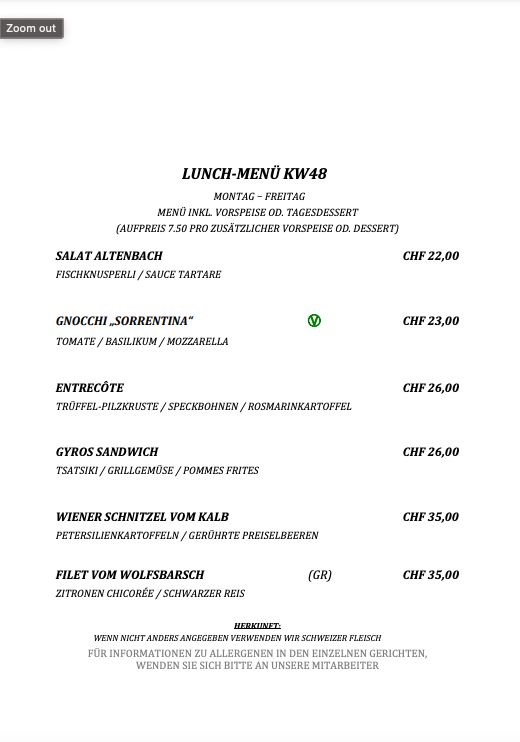 Zoom out
LUNCH-MENÜ KW48
MONTAG – FREITAG
MENÜ INKL. VORSPEISE OD. TAGESDESSERT
(AUFPREIS 7.50 PRO ZUSÄTZLICHER VORSPEISE OD. DESSERT)
SALAT ALTENBACH CHF 22,00
FISCHKNUSPERLI / SAUCE TARTARE
GNOCCHI „SORRENTINA“ V CHF 23,00
TOMATE / BASILIKUM / MOZZARELLA
ENTRECÔTE CHF 26,00
TRÜFFEL-PILZKRUSTE / SPECKBOHNEN / ROSMARINKARTOFFEL
GYROS SANDWICH CHF 26,00
TSATSIKI / GRILLGEMÜSE / POMMES FRITES
WIENER SCHNITZEL VOM KALB CHF 35,00
PETERSILIENKARTOFFELN / GERÜHRTE PREISELBEEREN
FILET VOM WOLFSBARSCH (GR) CHF 35,00
ZITRONEN CHICORÉE / SCHWARZER REIS
HERKUNFT:
WENN NICHT ANDERS ANGEGEBEN VERWENDEN WIR SCHWEIZER FLEISCH
FÜR INFORMATIONEN ZU ALLERGENEN IN DEN EINZELNEN GERICHTEN,
WENDEN SIE SICH BITTE AN UNSERE MITARBEITER